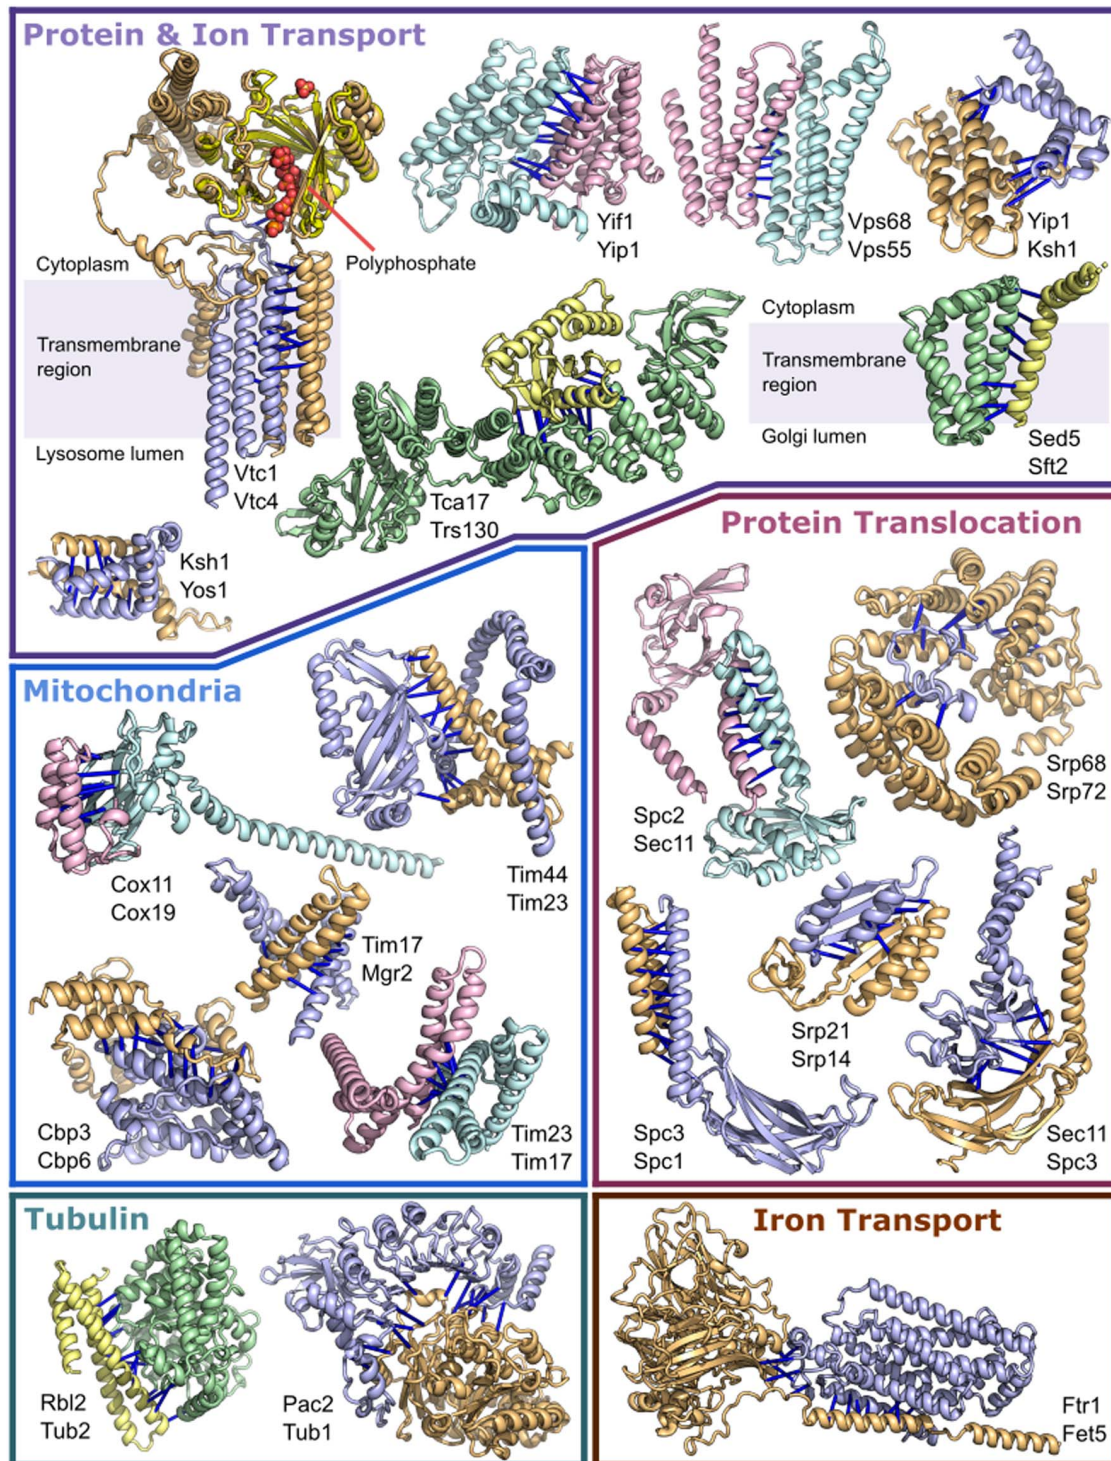 Protein & Ion Transport
Yif1
Yip1
Vps68
Vps55
Yip1
Ksh1
Cytoplasm
Polyphosphate
Transmembrane
region
Lysosome lumen
Vtc1
Vtc4
Cytoplasm
Transmembrane
region
Golgi lumen
Sed5
Sft2
Tca17
Trs130
Ksh1
Yos1
Protein Translocation
Spc2
Sec11
Srp68
Srp72
Srp21
Srp14
Spc3
Spc1
Sec11
Spc3
Mitochondria
Cox11
Cox19
Tim44
Tim23
Tim17
Mgr2
Cbp3
Cbp6
Tim23
Tim17
Tubulin
Rbl2
Tub2
Pac2
Tub1
Iron Transport
Ftr1
Fet5